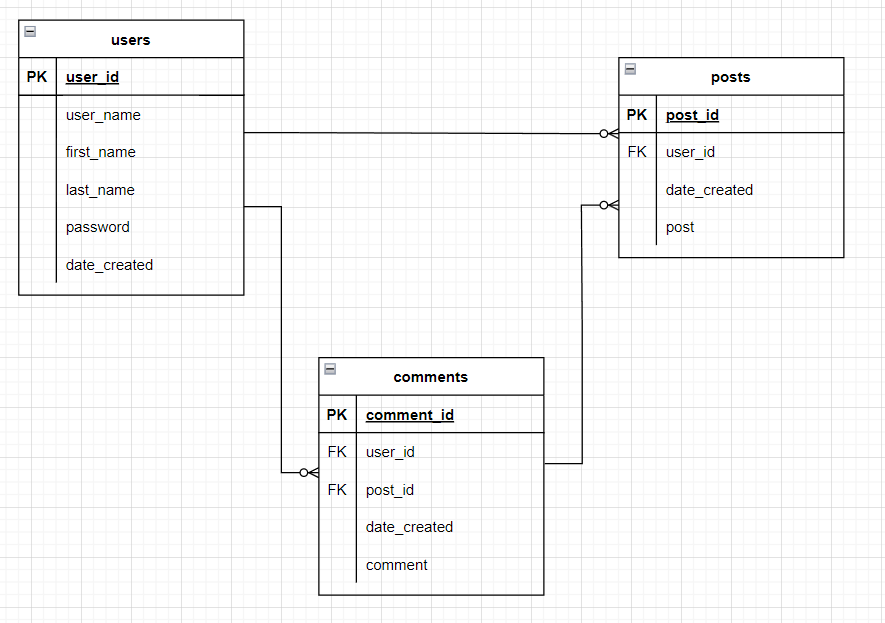 users
PK user_id
user_name
first_name
last_name
password
date_created
posts
PK post_id
FK user_id
date_created
post
comments
PK comment_id
FK user_id
FK post_id
date_created
comment